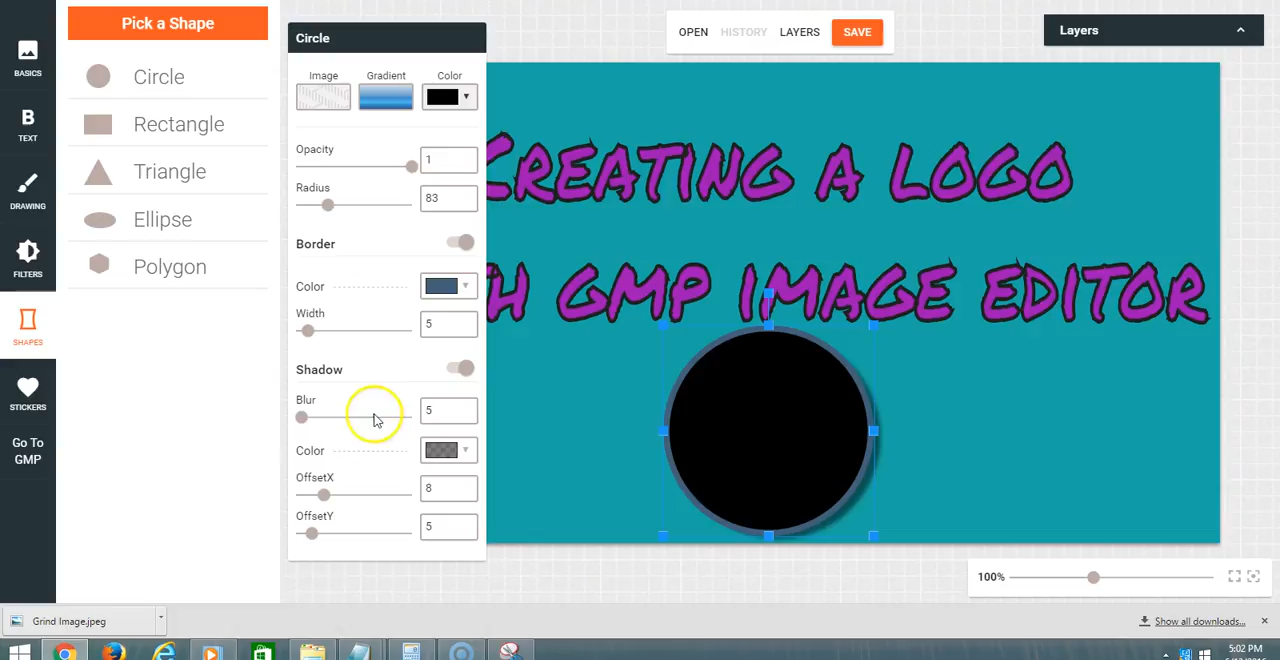 Pick a Shape
Circle
Rectangle
Triangle
Ellipse
Polygon
BASICS
B
TEXT
DRAWING
FILTERS
SHAPES
STICKERS
Go To
GMP
Circle
Image Gradient Color
Opacity
1
Radius
83
Border
Color
Width
5
Shadow
Blur
5
Color
OffsetX
8
OffsetY
5
OPEN HISTORY LAYERS SAVE
Layers
CREATING A LOGO
H GMP IMAGE EDITOR
100%
Grind Image.jpeg
Show all downloads...
5:02 PM